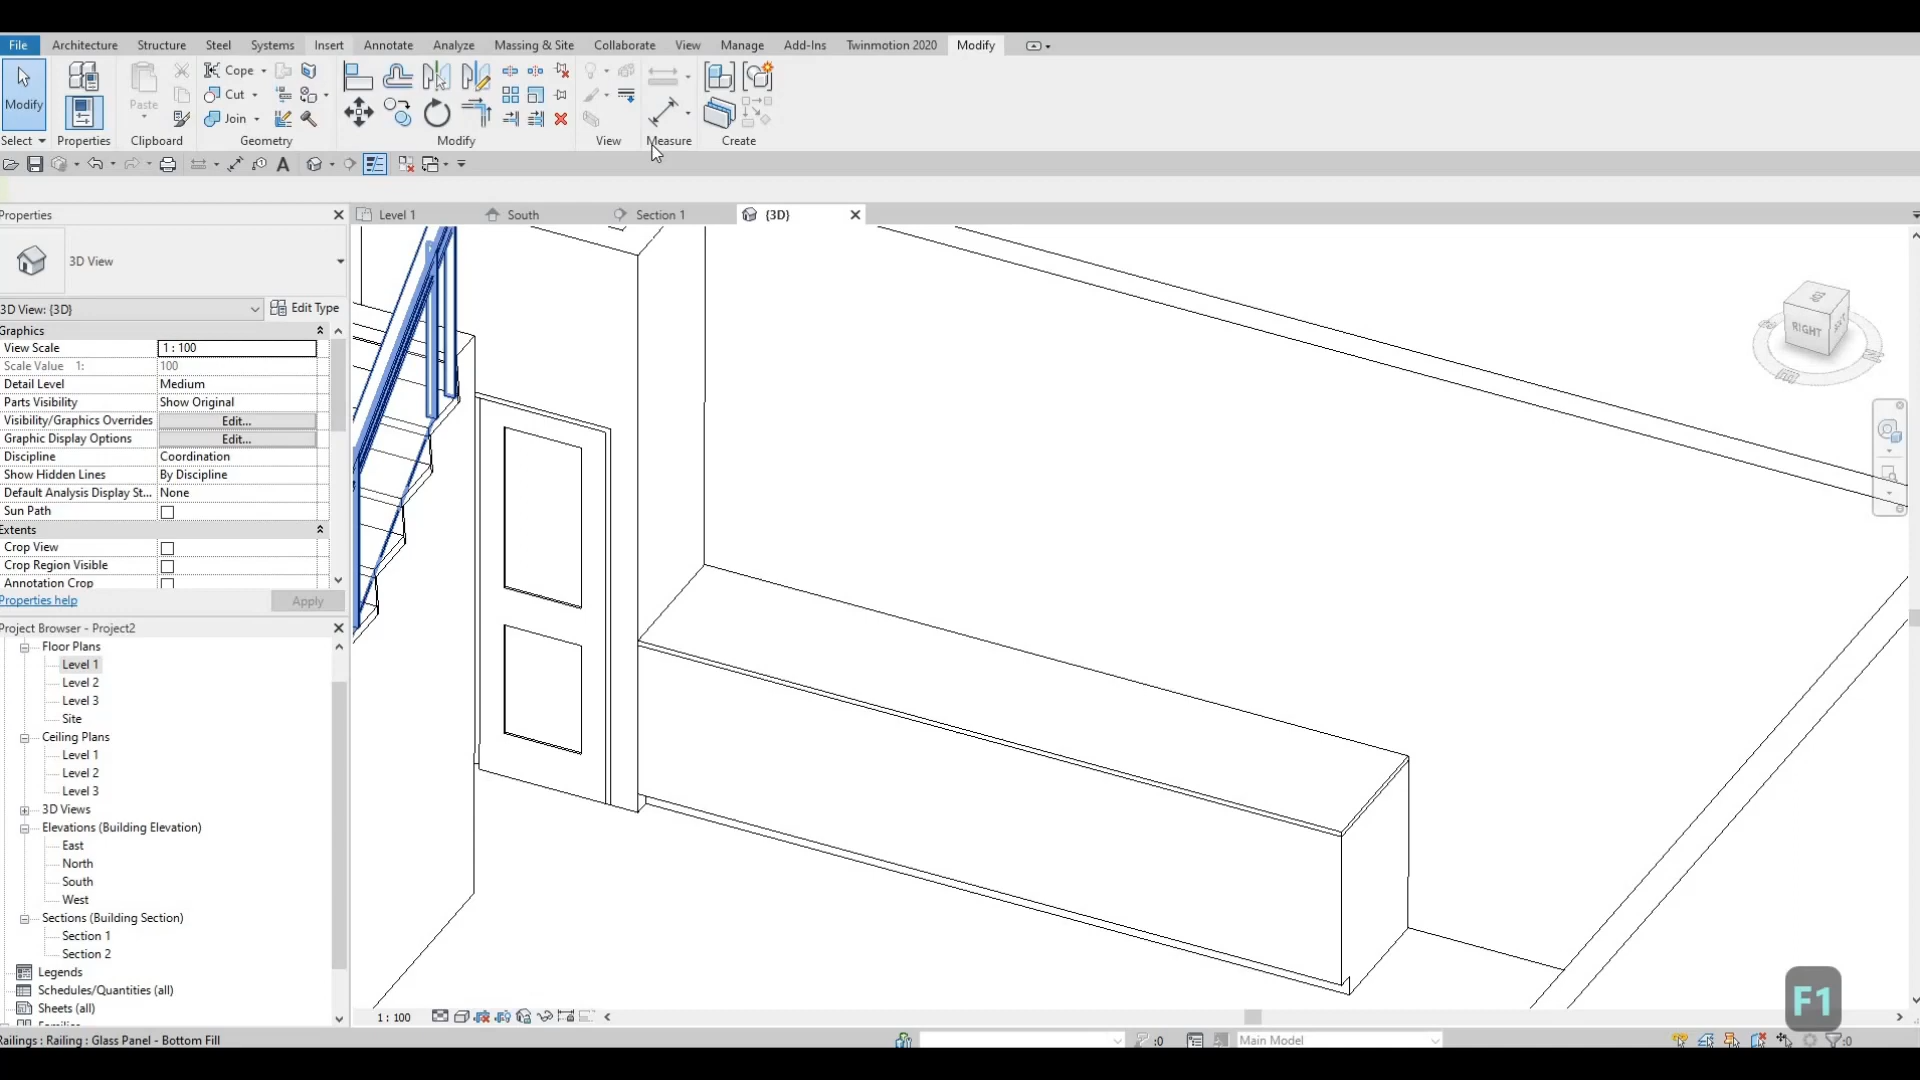 File Architecture Structure Steel Systems Insert Annotate Analyze Massing & Site Collaborate View Manage Add-Ins Twinmotion 2020 Modify
Cope
Cut
Modify Paste
Join
Select Properties Clipboard Geometry Modify View Measure Create
A
Properties
Level 1 South Section 1 {3D}
3D View
3D View: {3D} Edit Type
Graphics
View Scale 1 : 100
Scale Value 1: 100
Detail Level Medium
Parts Visibility Show Original
Visibility/Graphics Overrides Edit...
Graphic Display Options Edit...
Discipline Coordination
Show Hidden Lines By Discipline
Default Analysis Display St... None
Sun Path
Extents
Crop View
Crop Region Visible
Annotation Crop
Properties help Apply
Project Browser - Project2
Floor Plans
Level 1
Level 2
Level 3
Site
Ceiling Plans
Level 1
Level 2
Level 3
3D Views
Elevations (Building Elevation)
East
North
South
West
Sections (Building Section)
Section 1
Section 2
Legends
Schedules/Quantities (all)
Sheets (all)
RIGHT
F1
1 : 100
Railings : Railing : Glass Panel - Bottom Fill :0 Main Model :0